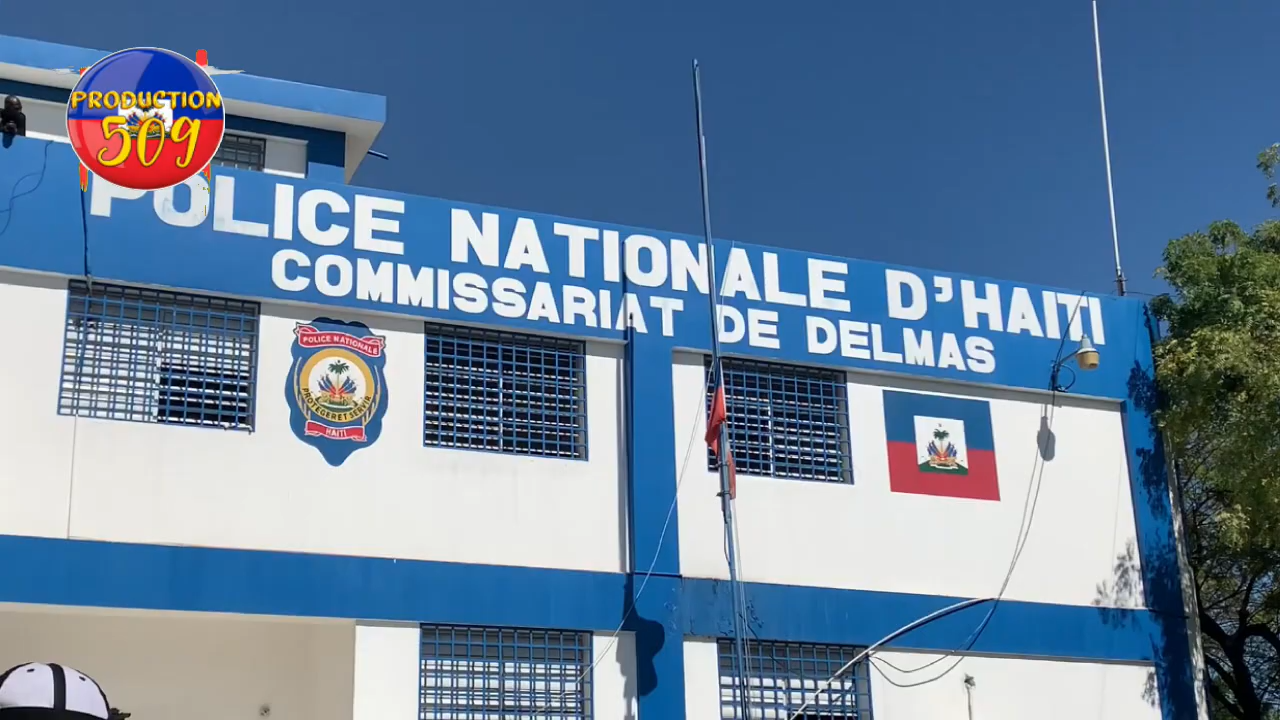 PRODUCTION
509
POLICE NATIONALE D'HAITI
COMMISSARIAT DE DELMAS
POLICE NATIONALE
PROTEGER ET SERVIR
HAITI